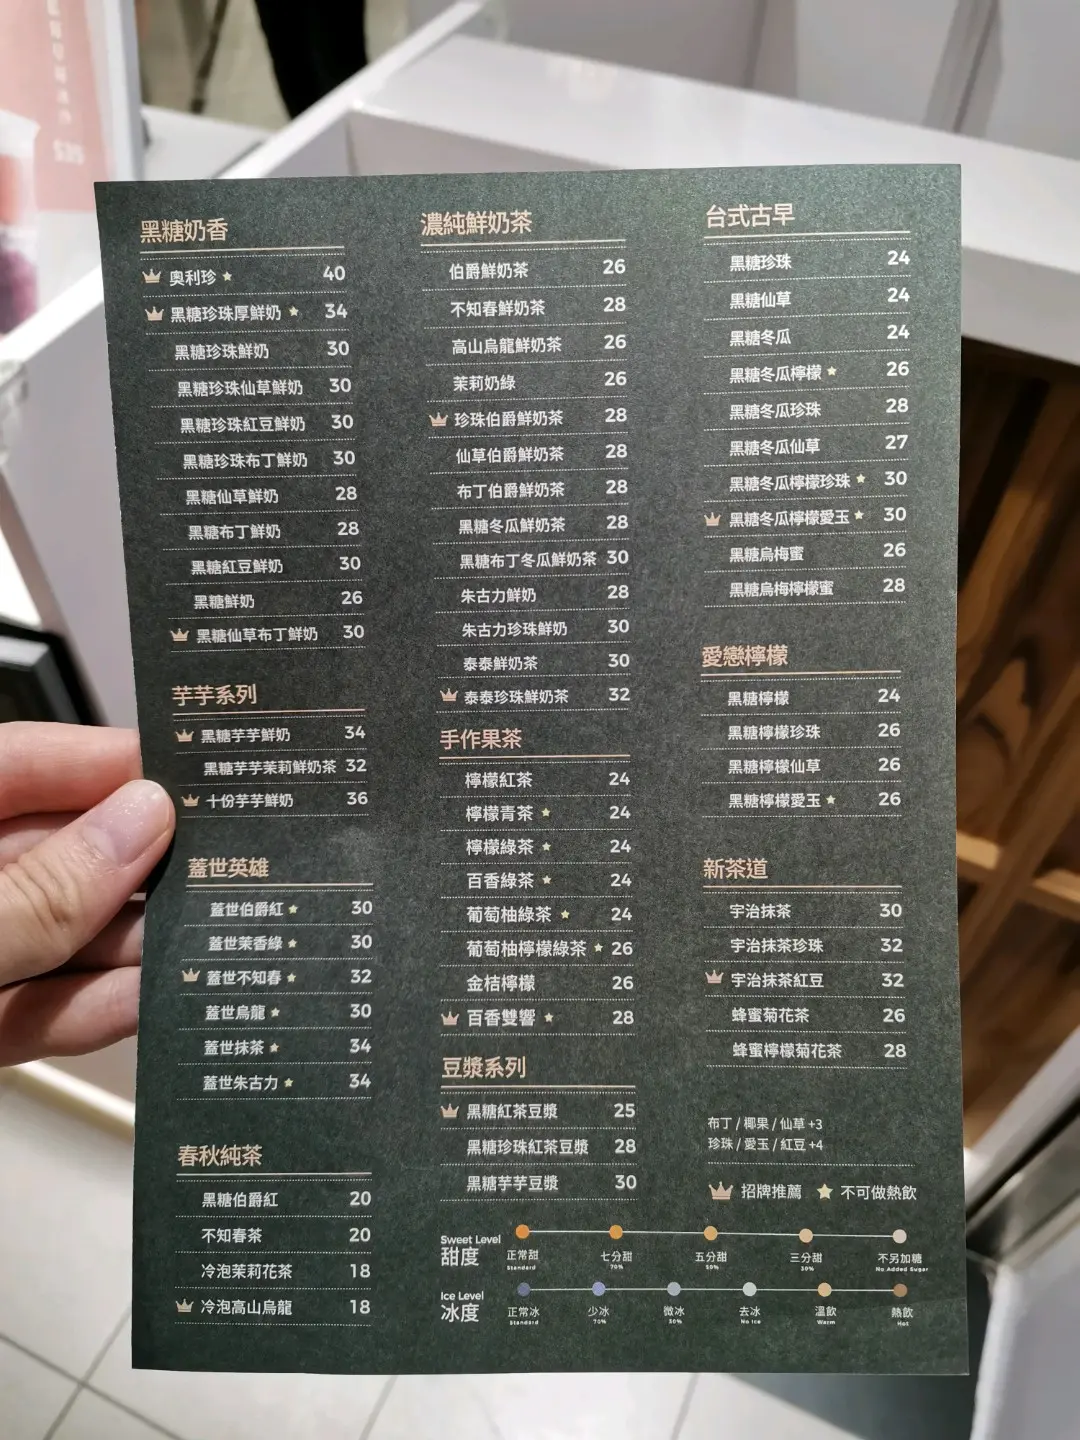 $35
黑糖奶香
奧利珍 ★ 40
黑糖珍珠厚鮮奶 ★ 34
黑糖珍珠鮮奶 30
黑糖珍珠仙草鮮奶 30
黑糖珍珠紅豆鮮奶 30
黑糖珍珠布丁鮮奶 30
黑糖仙草鮮奶 28
黑糖布丁鮮奶 28
黑糖紅豆鮮奶 30
黑糖鮮奶 26
黑糖仙草布丁鮮奶 30
芋芋系列
黑糖芋芋鮮奶 34
黑糖芋芋茉莉鮮奶茶 32
十份芋芋鮮奶 36
蓋世英雄
蓋世伯爵紅 ★ 30
蓋世茉香綠 ★ 30
蓋世不知春 ★ 32
蓋世烏龍 ★ 30
蓋世抹茶 ★ 34
蓋世朱古力 ★ 34
春秋純茶
黑糖伯爵紅 20
不知春茶 20
冷泡茉莉花茶 18
冷泡高山烏龍 18
濃純鮮奶茶
伯爵鮮奶茶 26
不知春鮮奶茶 28
高山烏龍鮮奶茶 26
茉莉奶綠 26
珍珠伯爵鮮奶茶 28
仙草伯爵鮮奶茶 28
布丁伯爵鮮奶茶 28
黑糖冬瓜鮮奶茶 28
黑糖布丁冬瓜鮮奶茶 30
朱古力鮮奶 28
朱古力珍珠鮮奶 30
泰泰鮮奶茶 30
泰泰珍珠鮮奶茶 32
手作果茶
檸檬紅茶 24
檸檬青茶 ★ 24
檸檬綠茶 ★ 24
百香綠茶 ★ 24
葡萄柚綠茶 ★ 24
葡萄柚檸檬綠茶 ★ 26
金桔檸檬 26
百香雙響 ★ 28
豆漿系列
黑糖紅茶豆漿 25
黑糖珍珠紅茶豆漿 28
黑糖芋芋豆漿 30
台式古早
黑糖珍珠 24
黑糖仙草 24
黑糖冬瓜 24
黑糖冬瓜檸檬 ★ 26
黑糖冬瓜珍珠 28
黑糖冬瓜仙草 27
黑糖冬瓜檸檬珍珠 ★ 30
黑糖冬瓜檸檬愛玉 ★ 30
黑糖烏梅蜜 26
黑糖烏梅檸檬蜜 28
愛戀檸檬
黑糖檸檬 24
黑糖檸檬珍珠 26
黑糖檸檬仙草 26
黑糖檸檬愛玉 ★ 26
新茶道
宇治抹茶 30
宇治抹茶珍珠 32
宇治抹茶紅豆 32
蜂蜜菊花茶 26
蜂蜜檸檬菊花茶 28
布丁 / 椰果 / 仙草 +3
珍珠 / 愛玉 / 紅豆 +4
招牌推薦 ★ 不可做熱飲
Sweet Level
甜度
正常甜 七分甜 五分甜 三分甜 不另加糖
Standard 70% 50% 30% No Added Sugar
Ice Level
冰度
正常冰 少冰 微冰 去冰 溫飲 熱飲
Standard 70% 30% No Ice Warm Hot